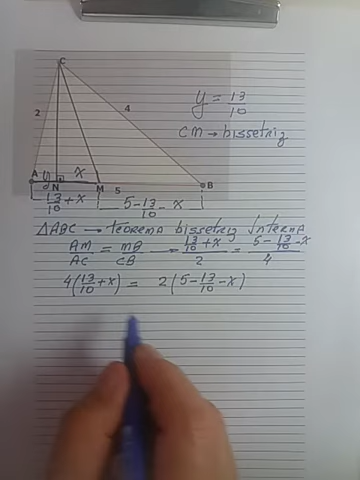 C
2
4
y = 13/10
CM → bissetriz
A y x
N M 5 B
13/10 + x 5 - 13/10 - x
△ABC → teorema bissetriz Interna
AM/AC = MB/CB → (13/10 + x)/2 = (5 - 13/10 - x)/4
4(13/10 + x) = 2(5 - 13/10 - x)